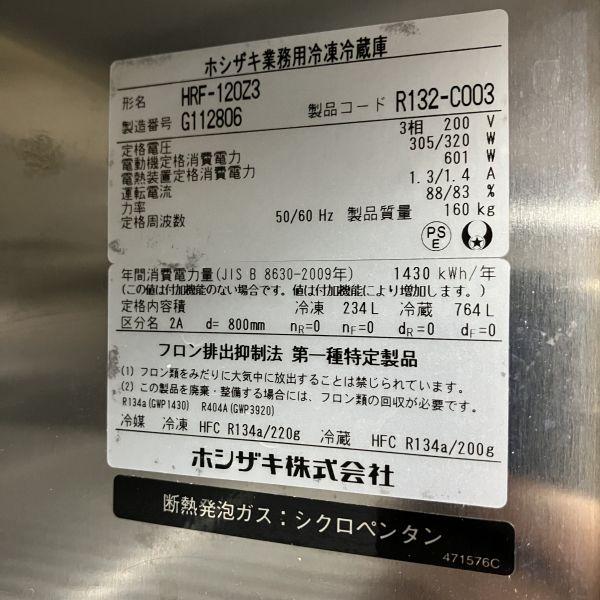 ホシザキ業務用冷凍冷蔵庫
形名 HRF-120Z3
製造番号 G112806 製品コード R132-C003
定格電圧 3相 200 V
電動機定格消費電力 305/320 W
電熱装置定格消費電力 601 W
運転電流 1.3/1.4 A
力率 88/83 %
定格周波数 50/60 Hz 製品質量 160 kg
PS
E
年間消費電力量(JIS B 8630-2009年) 1430 kWh/年
(この値は付加機能のない場合です。値は付加機能により増加します。)
定格内容積 冷凍 234 L 冷蔵 764 L
区分名 2A d= 800mm nR=0 nF=0 dR=0 dF=0
フロン排出抑制法 第一種特定製品
(1) フロン類をみだりに大気中に放出することは禁じられています。
(2) この製品を廃棄・整備する場合には、フロン類の回収が必要です。
R134a(GWP1430) R404A(GWP3920)
冷媒 冷凍 HFC R134a/220g 冷蔵 HFC R134a/200g
ホシザキ株式会社
断熱発泡ガス：シクロペンタン
471576C